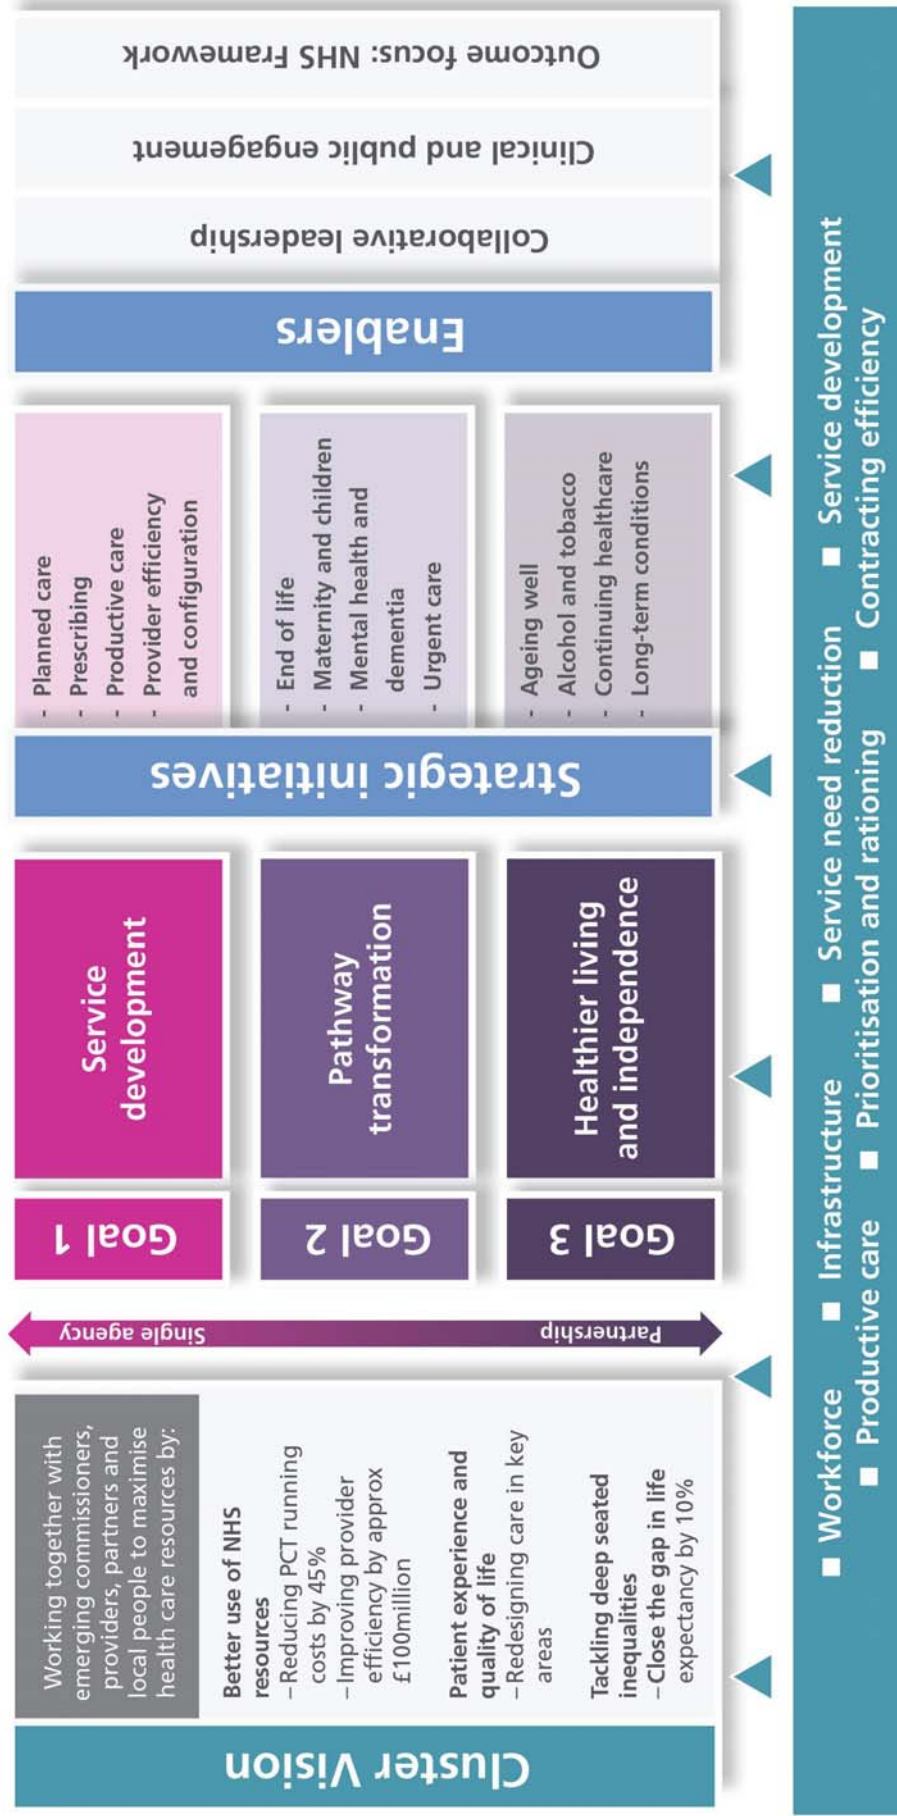 Cluster Vision
Working together with
emerging commissioners,
providers, partners and
local people to maximise
health care resources by:
Better use of NHS
resources
–Reducing PCT running
costs by 45%
–Improving provider
efficiency by approx
£100million
Patient experience and
quality of life
–Redesigning care in key
areas
Tackling deep seated
inequalities
–Close the gap in life
expectancy by 10%
Single agency
Partnership
Goal 1
Service
development
Goal 2
Pathway
transformation
Goal 3
Healthier living
and independence
Strategic initiatives
- Planned care
- Prescribing
- Productive care
- Provider efficiency
and configuration
- End of life
- Maternity and children
- Mental health and
dementia
- Urgent care
- Ageing well
- Alcohol and tobacco
- Continuing healthcare
- Long-term conditions
Enablers
Collaborative leadership
Clinical and public engagement
Outcome focus: NHS Framework
■ Workforce ■ Infrastructure ■ Service need reduction ■ Service development
■ Productive care ■ Prioritisation and rationing ■ Contracting efficiency